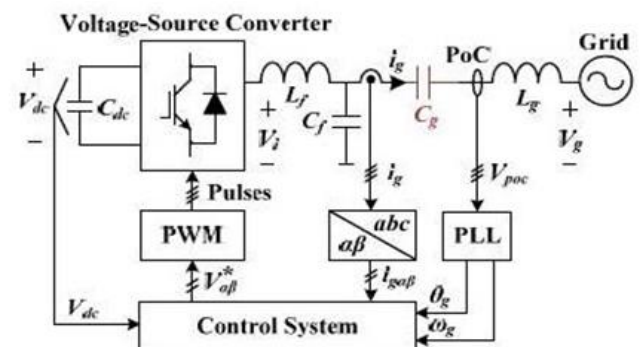 Voltage-Source Converter
Grid
PoC
i_g
+
V_dc
−
C_dc
L_f
+
V_i
−
C_f
C_g
L_g
+
V_g
−
Pulses
i_g
V_poc
PWM
abc
αβ
PLL
V*_αβ
i_gαβ
V_dc
θ_g
ω_g
Control System